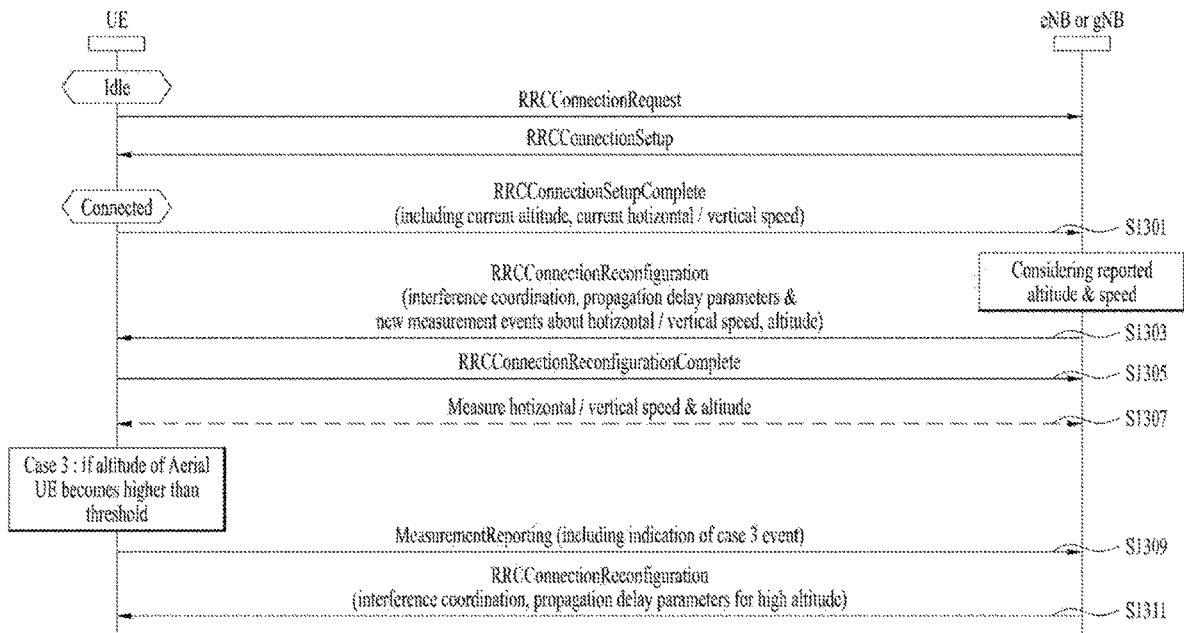 UE
eNB or gNB
Idle
RRCConnectionRequest
RRCConnectionSetup
Connected
RRCConnectionSetupComplete
(including current altitude, current hotizontal / vertical speed)
S1301
Considering reported
altitude & speed
RRCConnectionReconfiguration
(interference coordination, propagation delay parameters &
new measurement events about hotizontal / vertical speed, altitude)
S1303
RRCConnectionReconfigurationComplete
S1305
Measure hotizontal / vertical speed & altitude
S1307
Case 3 : if altitude of Aerial
UE becomes higher than
threshold
MeasurementReporting (including indication of case 3 event)
S1309
RRCConnectionReconfiguration
(interference coordination, propagation delay parameters for high altitude)
S1311